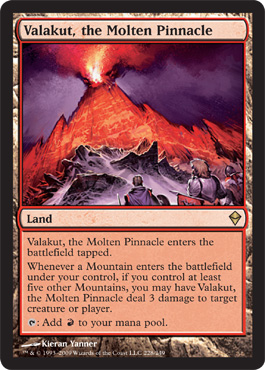 Valakut, the Molten Pinnacle
Land
Valakut, the Molten Pinnacle enters the
battlefield tapped.
Whenever a Mountain enters the battlefield
under your control, if you control at least
five other Mountains, you may have Valakut,
the Molten Pinnacle deal 3 damage to target
creature or player.
: Add to your mana pool.
Kieran Yanner
™ & © 1993–2009 Wizards of the Coast LLC 228/249